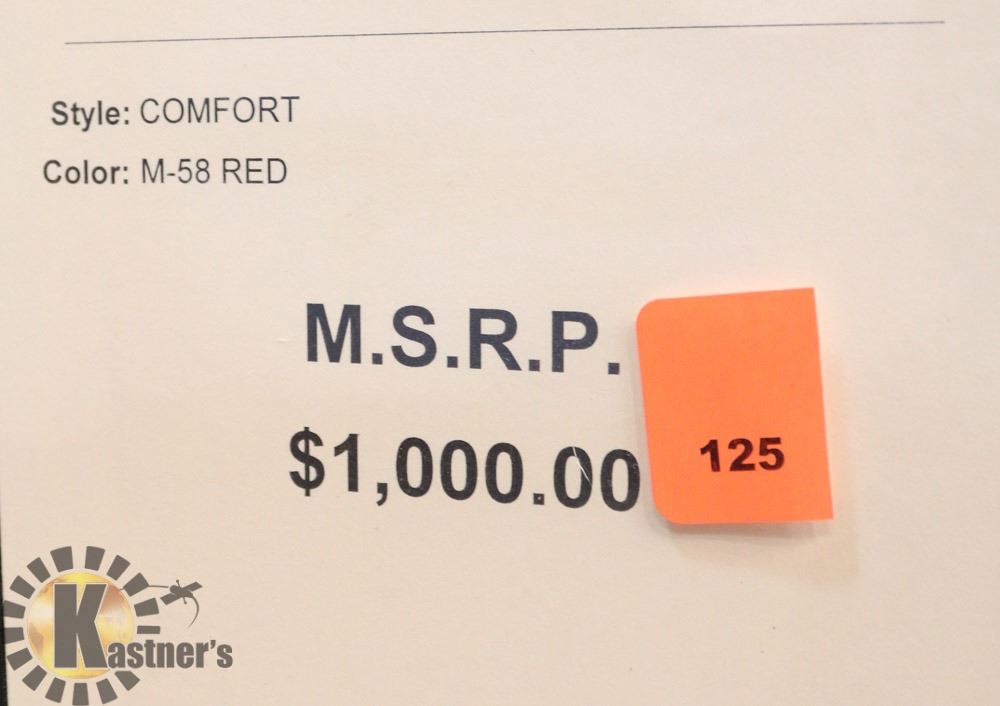 Style: COMFORT
Color: M-58 RED
M.S.R.P.
$1,000.00
125
Kastner's